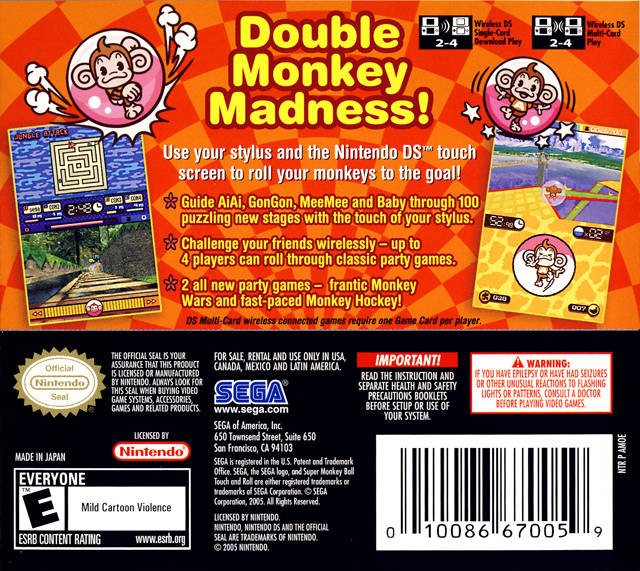 Double
Monkey
Madness!
Wireless DS
Single-Card
Download Play
2-4
Wireless DS
Multi-Card
Play
2-4
JUNGLE ATTACK
Use your stylus and the Nintendo DS™ touch
screen to roll your monkeys to the goal!
Guide AiAi, GonGon, MeeMee and Baby through 100
puzzling new stages with the touch of your stylus.
Challenge your friends wirelessly – up to
4 players can roll through classic party games.
2 all new party games – frantic Monkey
Wars and fast-paced Monkey Hockey!
DS Multi-Card wireless connected games require one Game Card per player.
2:48
030
007
Official
Nintendo
Seal
THE OFFICIAL SEAL IS YOUR
ASSURANCE THAT THIS PRODUCT
IS LICENSED OR MANUFACTURED
BY NINTENDO. ALWAYS LOOK FOR
THIS SEAL WHEN BUYING VIDEO
GAME SYSTEMS, ACCESSORIES,
GAMES AND RELATED PRODUCTS.
MADE IN JAPAN
LICENSED BY
Nintendo
EVERYONE
E
TM
Mild Cartoon Violence
ESRB CONTENT RATING www.esrb.org
FOR SALE, RENTAL AND USE ONLY IN USA,
CANADA, MEXICO AND LATIN AMERICA.
SEGA®
www.sega.com
SEGA of America, Inc.
650 Townsend Street, Suite 650
San Francisco, CA 94103
SEGA is registered in the U.S. Patent and Trademark
Office. SEGA, the SEGA logo, and Super Monkey Ball
Touch and Roll are either registered trademarks or
trademarks of SEGA Corporation. © SEGA
Corporation, 2005. All Rights Reserved.
LICENSED BY NINTENDO.
NINTENDO, NINTENDO DS AND THE OFFICIAL
SEAL ARE TRADEMARKS OF NINTENDO.
© 2005 NINTENDO.
IMPORTANT!
READ THE INSTRUCTION AND
SEPARATE HEALTH AND SAFETY
PRECAUTIONS BOOKLETS
BEFORE SETUP OR USE OF
YOUR SYSTEM.
WARNING:
IF YOU HAVE EPILEPSY OR HAVE HAD SEIZURES
OR OTHER UNUSUAL REACTIONS TO FLASHING
LIGHTS OR PATTERNS, CONSULT A DOCTOR
BEFORE PLAYING VIDEO GAMES.
0 10086 67005 9
NTR P AMOE